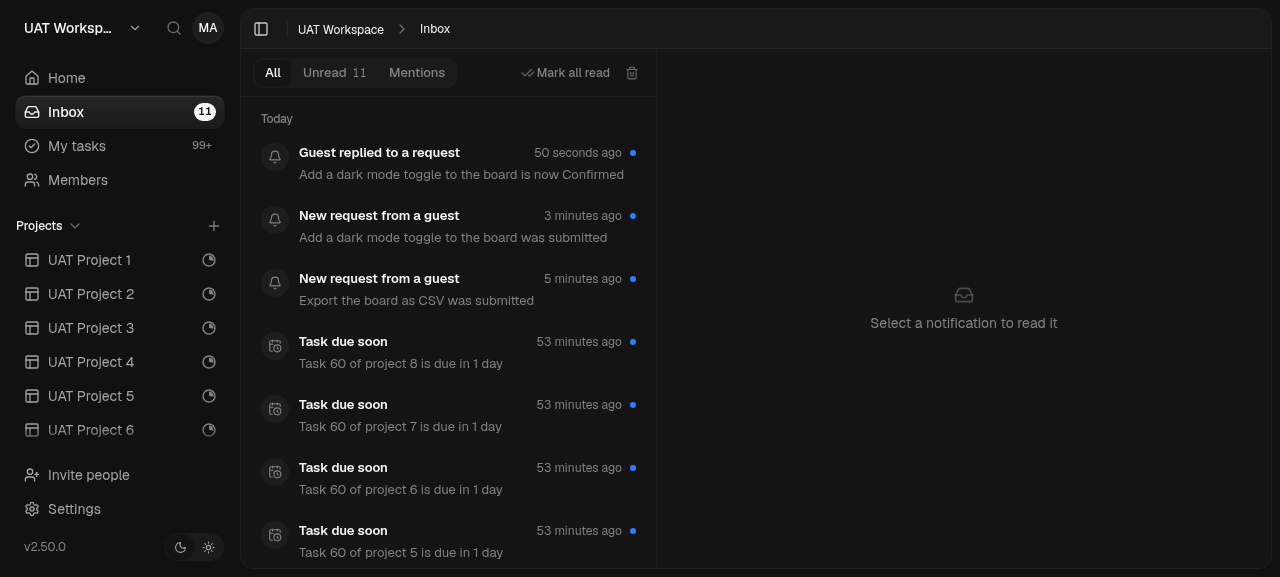 UAT Worksp...
MA
Home
Inbox 11
My tasks 99+
Members
Projects
UAT Project 1
UAT Project 2
UAT Project 3
UAT Project 4
UAT Project 5
UAT Project 6
Invite people
Settings
v2.50.0
UAT Workspace Inbox
All Unread 11 Mentions Mark all read
Today
Guest replied to a request 50 seconds ago
Add a dark mode toggle to the board is now Confirmed
New request from a guest 3 minutes ago
Add a dark mode toggle to the board was submitted
New request from a guest 5 minutes ago
Export the board as CSV was submitted
Task due soon 53 minutes ago
Task 60 of project 8 is due in 1 day
Task due soon 53 minutes ago
Task 60 of project 7 is due in 1 day
Task due soon 53 minutes ago
Task 60 of project 6 is due in 1 day
Task due soon 53 minutes ago
Task 60 of project 5 is due in 1 day
Select a notification to read it